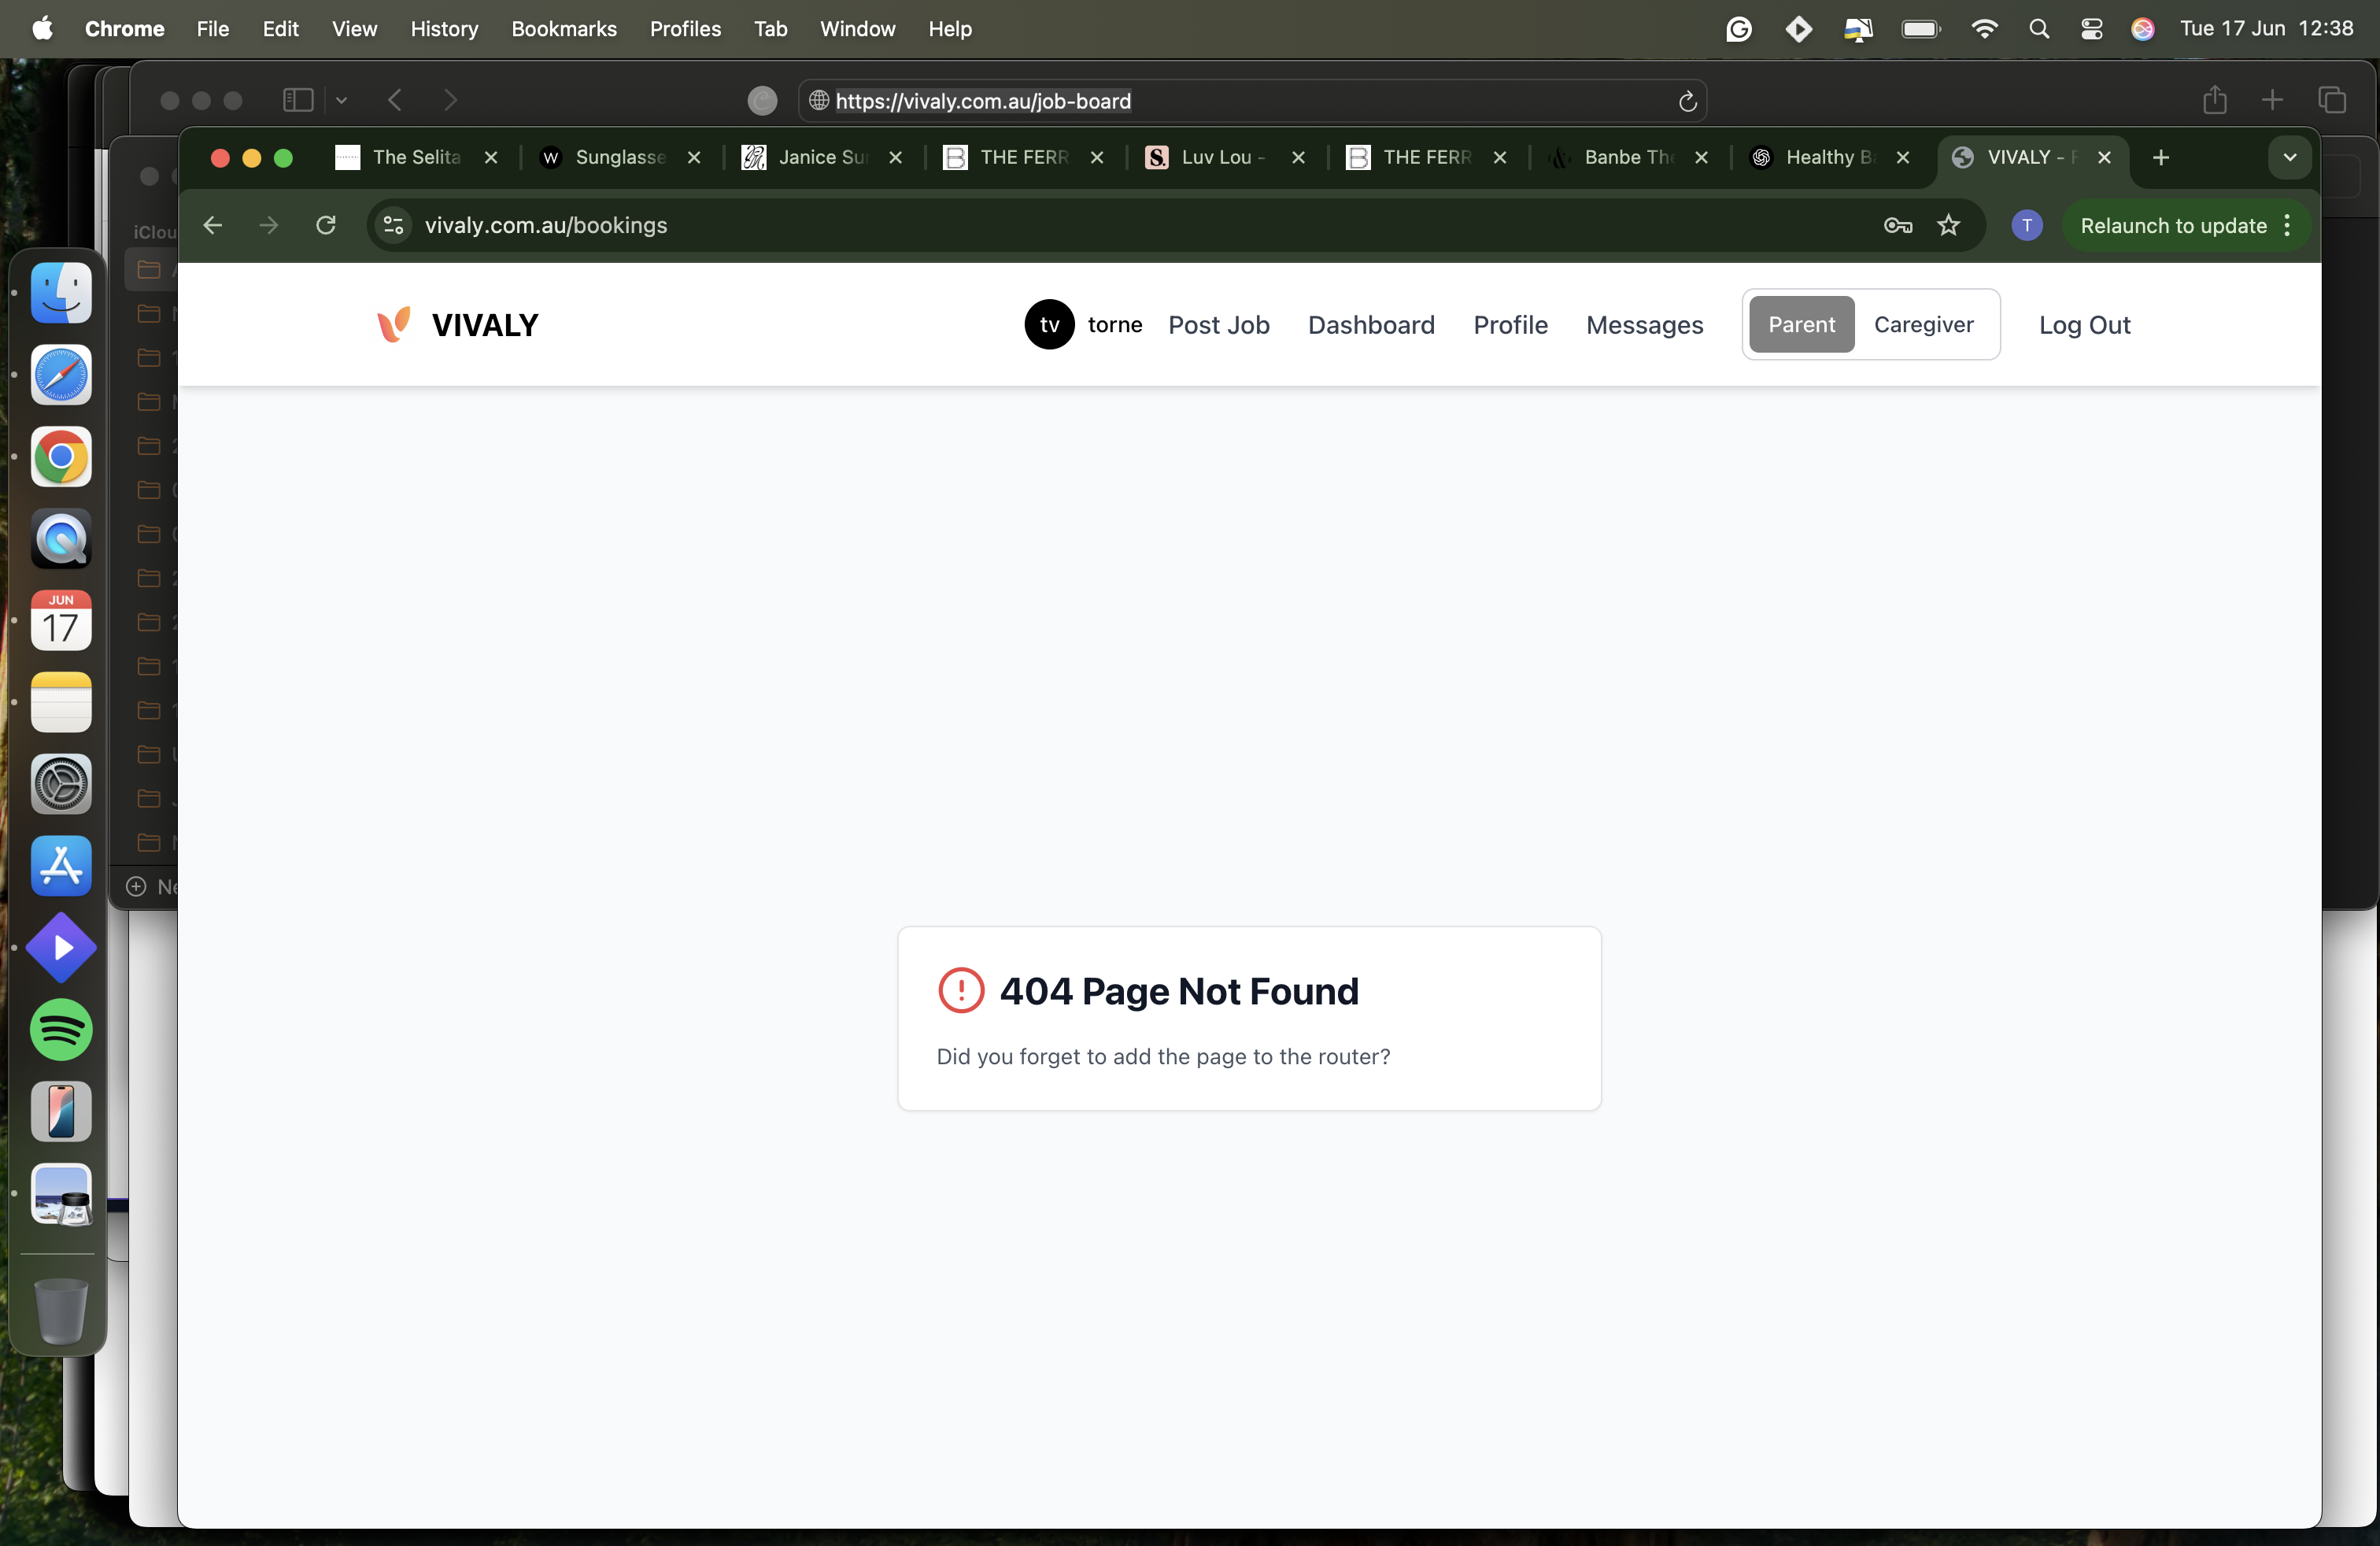 Chrome File Edit View History Bookmarks Profiles Tab Window Help Tue 17 Jun 12:38
https://vivaly.com.au/job-board
The Selita Sunglasse Janice Su THE FERR Luv Lou - THE FERR Banbe The Healthy Ba VIVALY -
vivaly.com.au/bookings T Relaunch to update
iClou
VIVALY tv torne Post Job Dashboard Profile Messages Parent Caregiver Log Out
JUN
17
Ne
404 Page Not Found
Did you forget to add the page to the router?